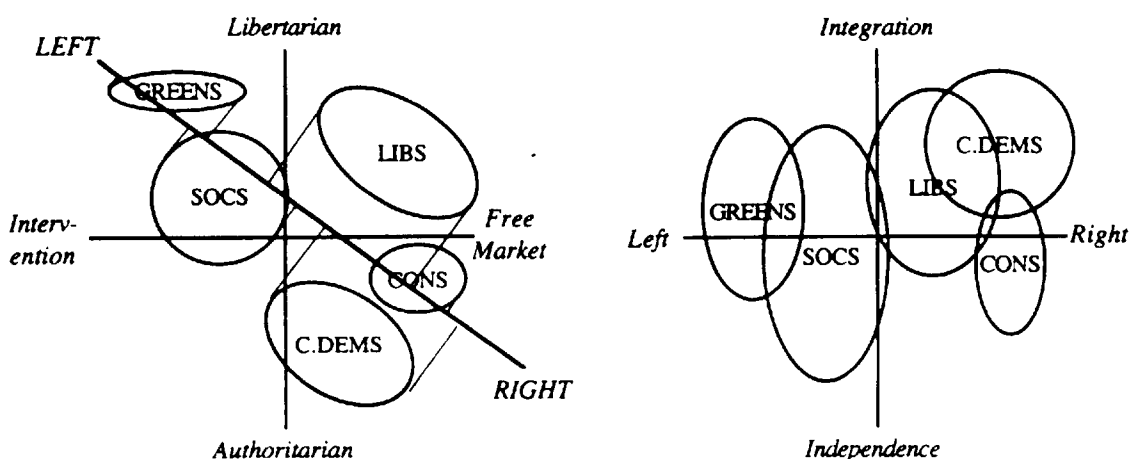 Libertarian
LEFT
GREENS
LIBS
SOCS
Interv-
ention
Free
Market
CONS
C.DEMS
RIGHT
Authoritarian
Integration
C.DEMS
LIBS
GREENS
Left
Right
SOCS
CONS
Independence